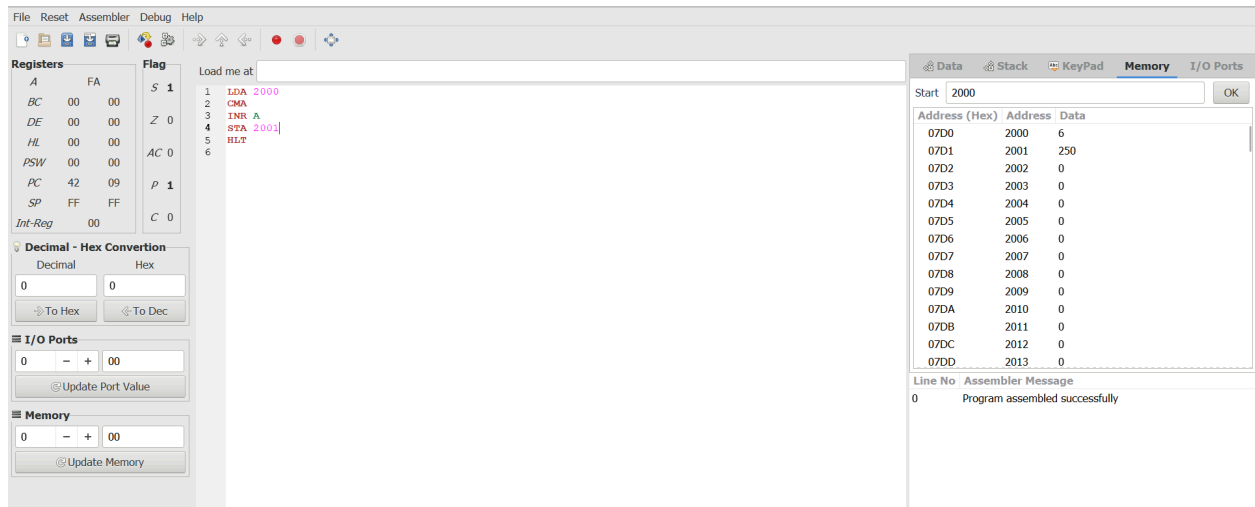 File Reset Assembler Debug Help
Registers
A FA
BC 00 00
DE 00 00
HL 00 00
PSW 00 00
PC 42 09
SP FF FF
Int-Reg 00
Flag
S 1
Z 0
AC 0
P 1
C 0
Decimal - Hex Convertion
Decimal Hex
0 0
To Hex To Dec
I/O Ports
0 − + 00
Update Port Value
Memory
0 − + 00
Update Memory
Load me at
1 LDA 2000
2 CMA
3 INR A
4 STA 2001
5 HLT
6
Data Stack Abc KeyPad Memory I/O Ports
Start 2000 OK
Address (Hex) Address Data
07D0 2000 6
07D1 2001 250
07D2 2002 0
07D3 2003 0
07D4 2004 0
07D5 2005 0
07D6 2006 0
07D7 2007 0
07D8 2008 0
07D9 2009 0
07DA 2010 0
07DB 2011 0
07DC 2012 0
07DD 2013 0
Line No Assembler Message
0 Program assembled successfully